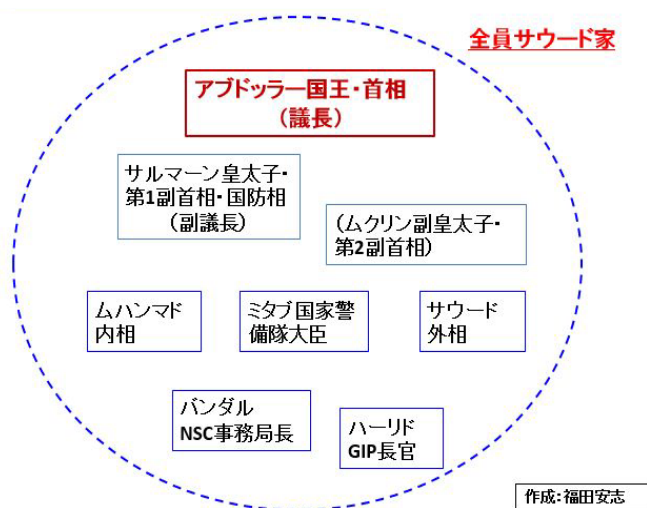 全員サウード家
アブドッラー国王・首相
（議長）
サルマーン皇太子・
第1副首相・国防相
（副議長）
（ムクリン副皇太子・
第2副首相）
ムハンマド
内相
ミタブ国家警
備隊大臣
サウード
外相
バンダル
NSC事務局長
ハーリド
GIP長官
作成：福田安志